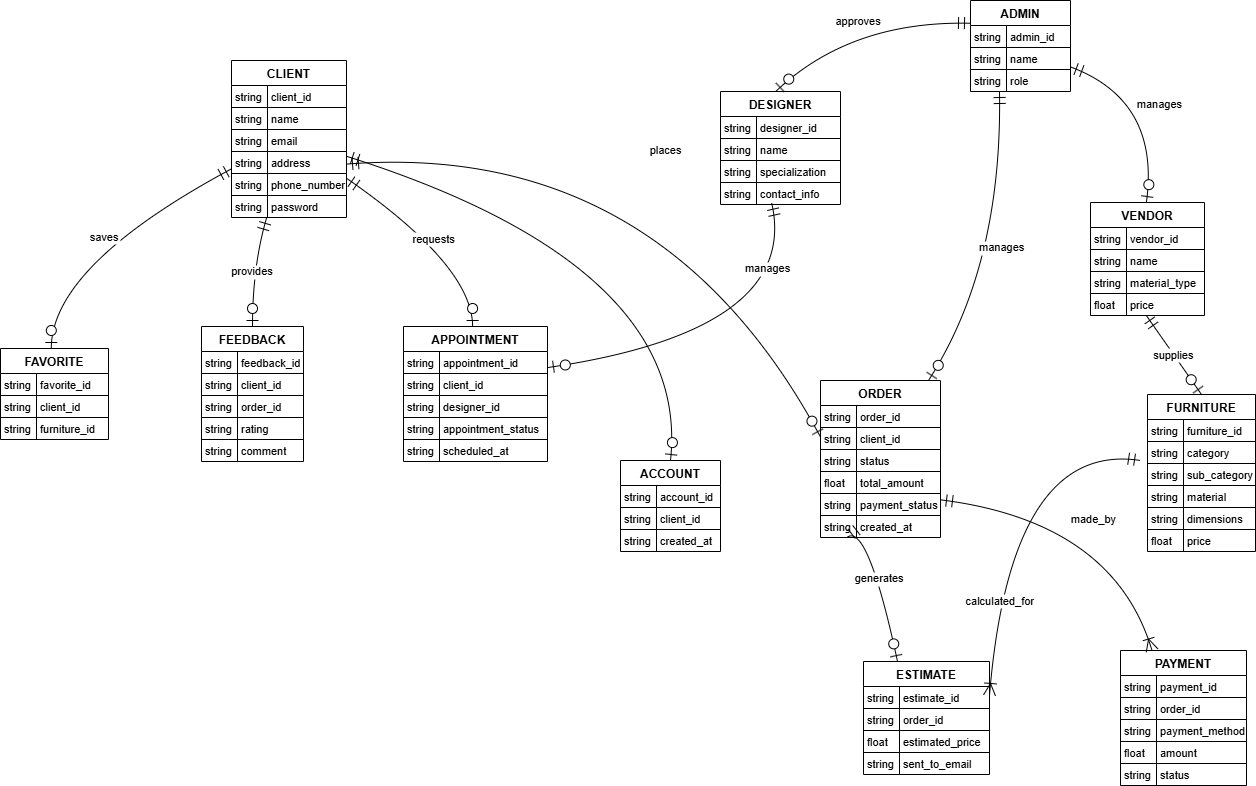 ADMIN
string admin_id
string name
string role
approves
CLIENT
string client_id
string name
string email
string address
string phone_number
string password
DESIGNER
string designer_id
string name
string specialization
string contact_info
manages
places
VENDOR
string vendor_id
string name
string material_type
float price
saves
requests
provides
manages
manages
supplies
FAVORITE
string favorite_id
string client_id
string furniture_id
FEEDBACK
string feedback_id
string client_id
string order_id
string rating
string comment
APPOINTMENT
string appointment_id
string client_id
string designer_id
string appointment_status
string scheduled_at
ACCOUNT
string account_id
string client_id
string created_at
ORDER
string order_id
string client_id
string status
float total_amount
string payment_status
string created_at
FURNITURE
string furniture_id
string category
string sub_category
string material
string dimensions
float price
made_by
generates
calculated_for
ESTIMATE
string estimate_id
string order_id
float estimated_price
string sent_to_email
PAYMENT
string payment_id
string order_id
string payment_method
float amount
string status